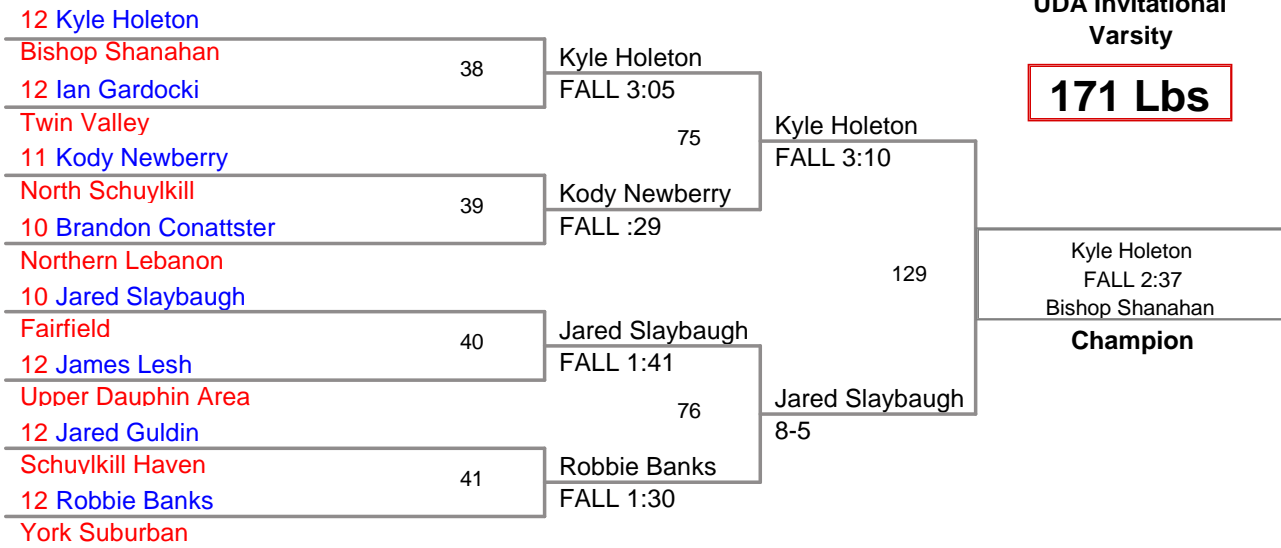 12 Kyle Holeton
Bishop Shanahan
38
12 Ian Gardocki
Twin Valley
11 Kody Newberry
North Schuylkill
39
10 Brandon Conattster
Northern Lebanon
10 Jared Slaybaugh
Fairfield
40
12 James Lesh
Upper Dauphin Area
12 Jared Guldin
Schuylkill Haven
41
12 Robbie Banks
York Suburban
Kyle Holeton
FALL 3:05
75
Kody Newberry
FALL :29
Jared Slaybaugh
FALL 1:41
76
Robbie Banks
FALL 1:30
Kyle Holeton
FALL 3:10
129
Jared Slaybaugh
8-5
UDA Invitational
Varsity
171 Lbs
Kyle Holeton
FALL 2:37
Bishop Shanahan
Champion